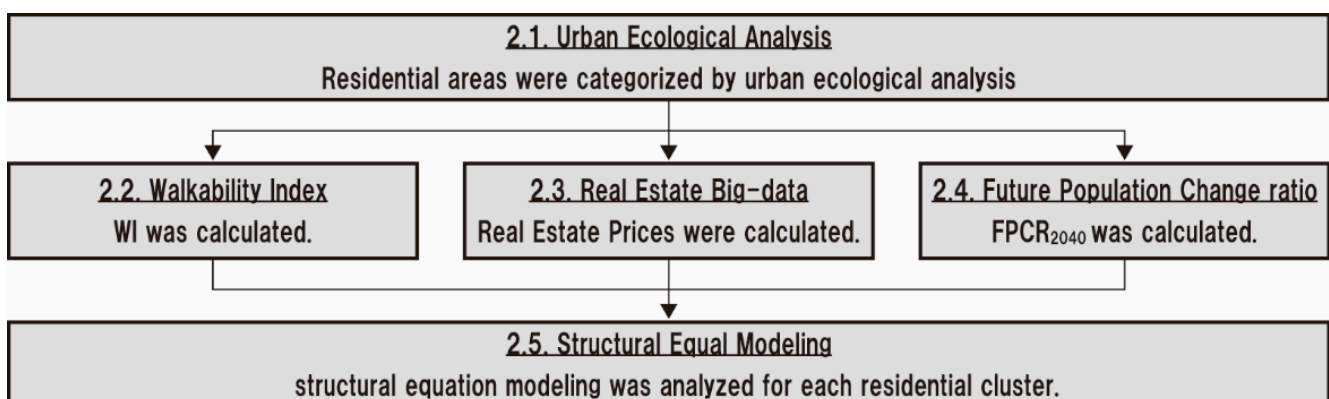 2.1. Urban Ecological Analysis
Residential areas were categorized by urban ecological analysis
2.2. Walkability Index
WI was calculated.
2.3. Real Estate Big-data
Real Estate Prices were calculated.
2.4. Future Population Change ratio
FPCR2040 was calculated.
2.5. Structural Equal Modeling
structural equation modeling was analyzed for each residential cluster.